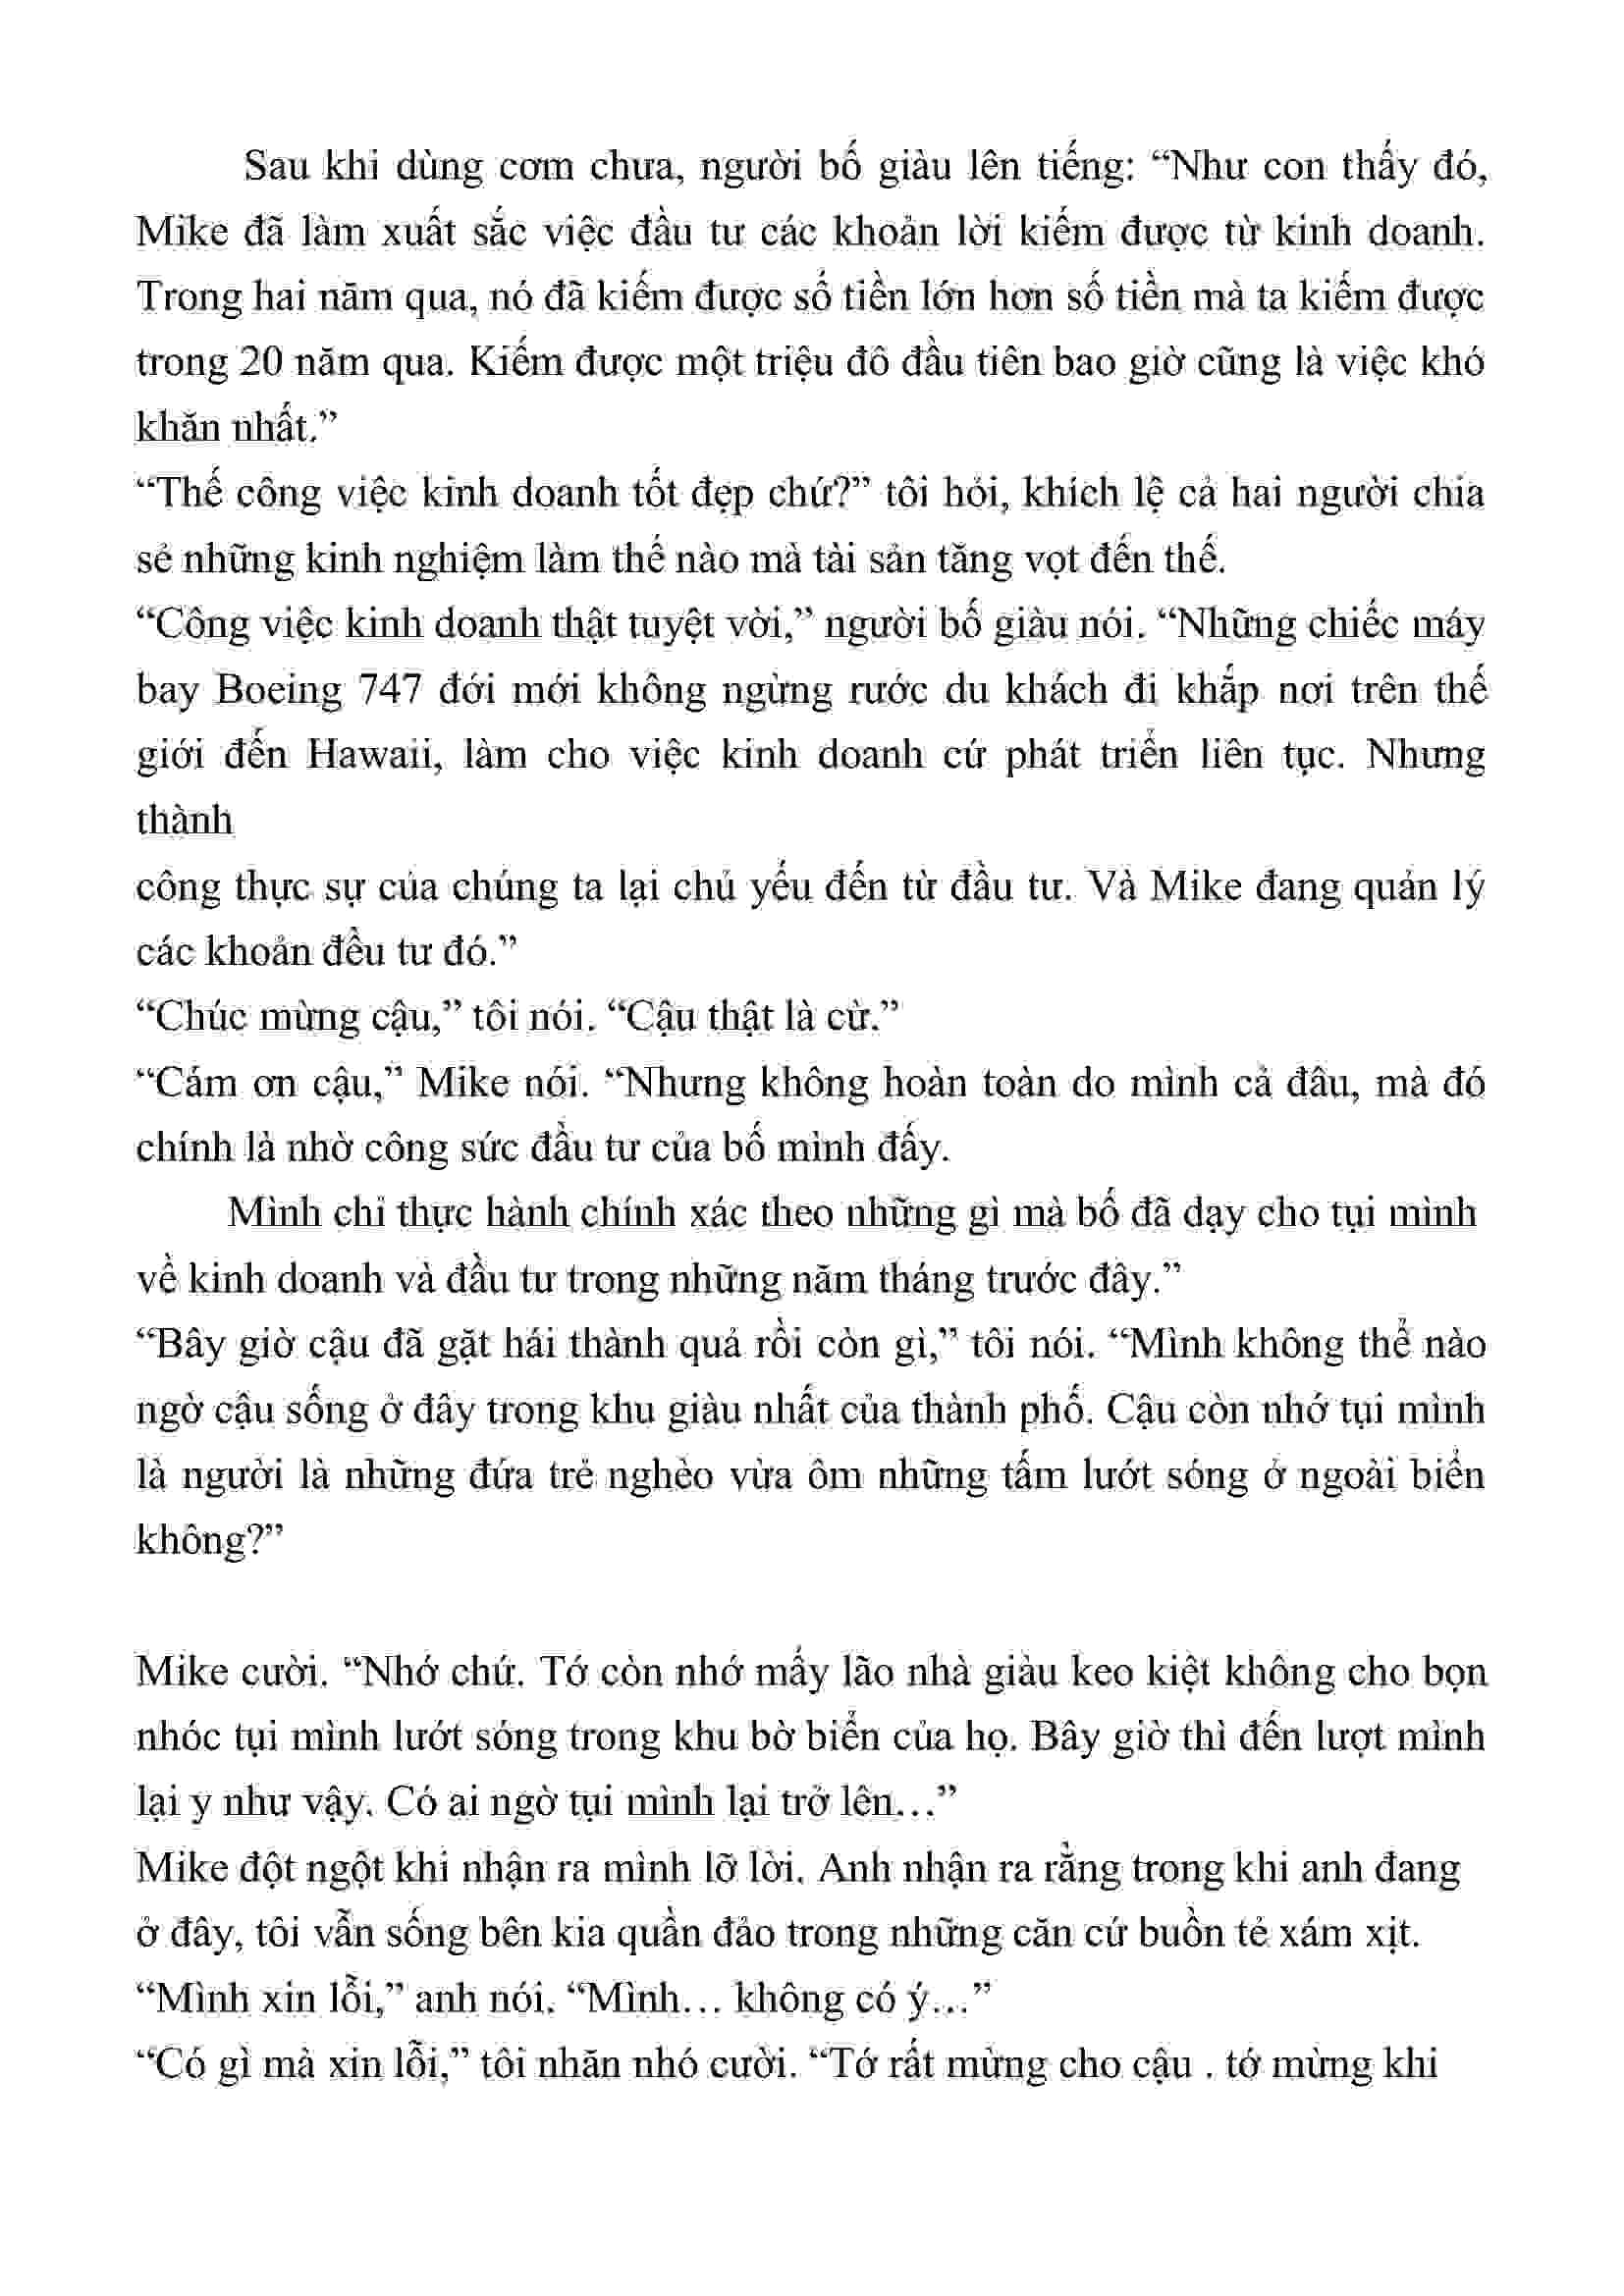 Sau khi dùng cơm chưa, người bố giàu lên tiếng: “Như con thấy đó,
Mike đã làm xuất sắc việc đầu tư các khoản lời kiếm được từ kinh doanh.
Trong hai năm qua, nó đã kiếm được số tiền lớn hơn số tiền mà ta kiếm được
trong 20 năm qua. Kiếm được một triệu đô đầu tiên bao giờ cũng là việc khó
khăn nhất.”
“Thế công việc kinh doanh tốt đẹp chứ?” tôi hỏi, khích lệ cả hai người chia
sẻ những kinh nghiệm làm thế nào mà tài sản tăng vọt đến thế.
“Công việc kinh doanh thật tuyệt vời,” người bố giàu nói. “Những chiếc máy
bay Boeing 747 đới mới không ngừng rước du khách đi khắp nơi trên thế
giới đến Hawaii, làm cho việc kinh doanh cứ phát triển liên tục. Nhưng
thành
công thực sự của chúng ta lại chủ yếu đến từ đầu tư. Và Mike đang quản lý
các khoản đều tư đó.”
“Chúc mừng cậu,” tôi nói. “Cậu thật là cừ.”
“Cám ơn cậu,” Mike nói. “Nhưng không hoàn toàn do mình cả đâu, mà đó
chính là nhờ công sức đầu tư của bố mình đấy.
Mình chỉ thực hành chính xác theo những gì mà bố đã dạy cho tụi mình
về kinh doanh và đầu tư trong những năm tháng trước đây.”
“Bây giờ cậu đã gặt hái thành quả rồi còn gì,” tôi nói. “Mình không thể nào
ngờ cậu sống ở đây trong khu giàu nhất của thành phố. Cậu còn nhớ tụi mình
là người là những đứa trẻ nghèo vừa ôm những tấm lướt sóng ở ngoài biển
không?”
Mike cười. “Nhớ chứ. Tớ còn nhớ mấy lão nhà giàu keo kiệt không cho bọn
nhóc tụi mình lướt sóng trong khu bờ biển của họ. Bây giờ thì đến lượt mình
lại y như vậy. Có ai ngờ tụi mình lại trở lên…”
Mike đột ngột khi nhận ra mình lỡ lời. Anh nhận ra rằng trong khi anh đang
ở đây, tôi vẫn sống bên kia quần đảo trong những căn cứ buồn tẻ xám xịt.
“Mình xin lỗi,” anh nói. “Mình… không có ý…”
“Có gì mà xin lỗi,” tôi nhăn nhó cười. “Tớ rất mừng cho cậu . tớ mừng khi